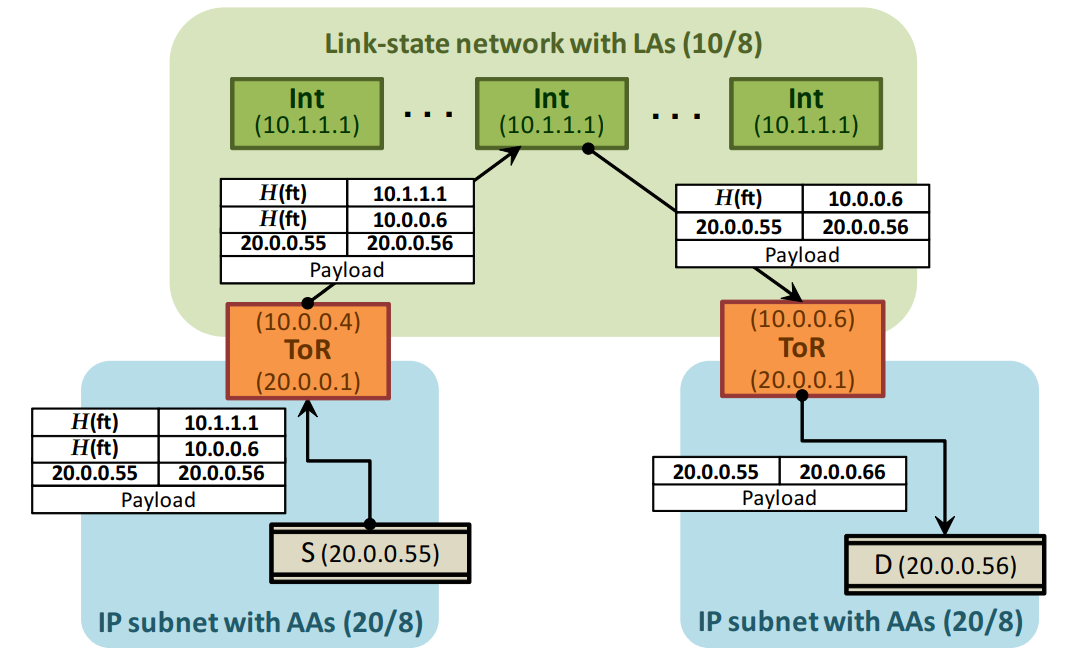 Link-state network with LAs (10/8)
Int
(10.1.1.1)
. . .
Int
(10.1.1.1)
. . .
Int
(10.1.1.1)
H(ft) 10.1.1.1
H(ft) 10.0.0.6
20.0.0.55 20.0.0.56
Payload
H(ft) 10.0.0.6
20.0.0.55 20.0.0.56
Payload
(10.0.0.4)
ToR
(20.0.0.1)
(10.0.0.6)
ToR
(20.0.0.1)
H(ft) 10.1.1.1
H(ft) 10.0.0.6
20.0.0.55 20.0.0.56
Payload
20.0.0.55 20.0.0.66
Payload
S (20.0.0.55)
D (20.0.0.56)
IP subnet with AAs (20/8)
IP subnet with AAs (20/8)